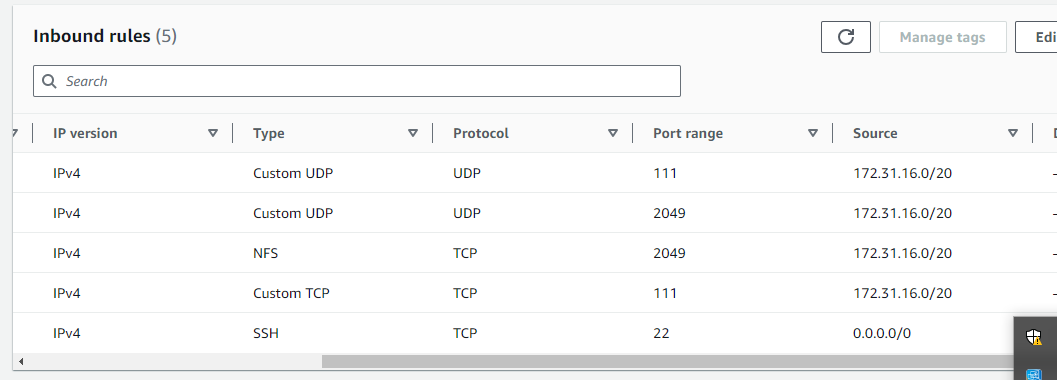 Inbound rules (5)
Manage tags
Edi
Search
IP version Type Protocol Port range Source
IPv4 Custom UDP UDP 111 172.31.16.0/20 -
IPv4 Custom UDP UDP 2049 172.31.16.0/20 -
IPv4 NFS TCP 2049 172.31.16.0/20 -
IPv4 Custom TCP TCP 111 172.31.16.0/20 -
IPv4 SSH TCP 22 0.0.0.0/0